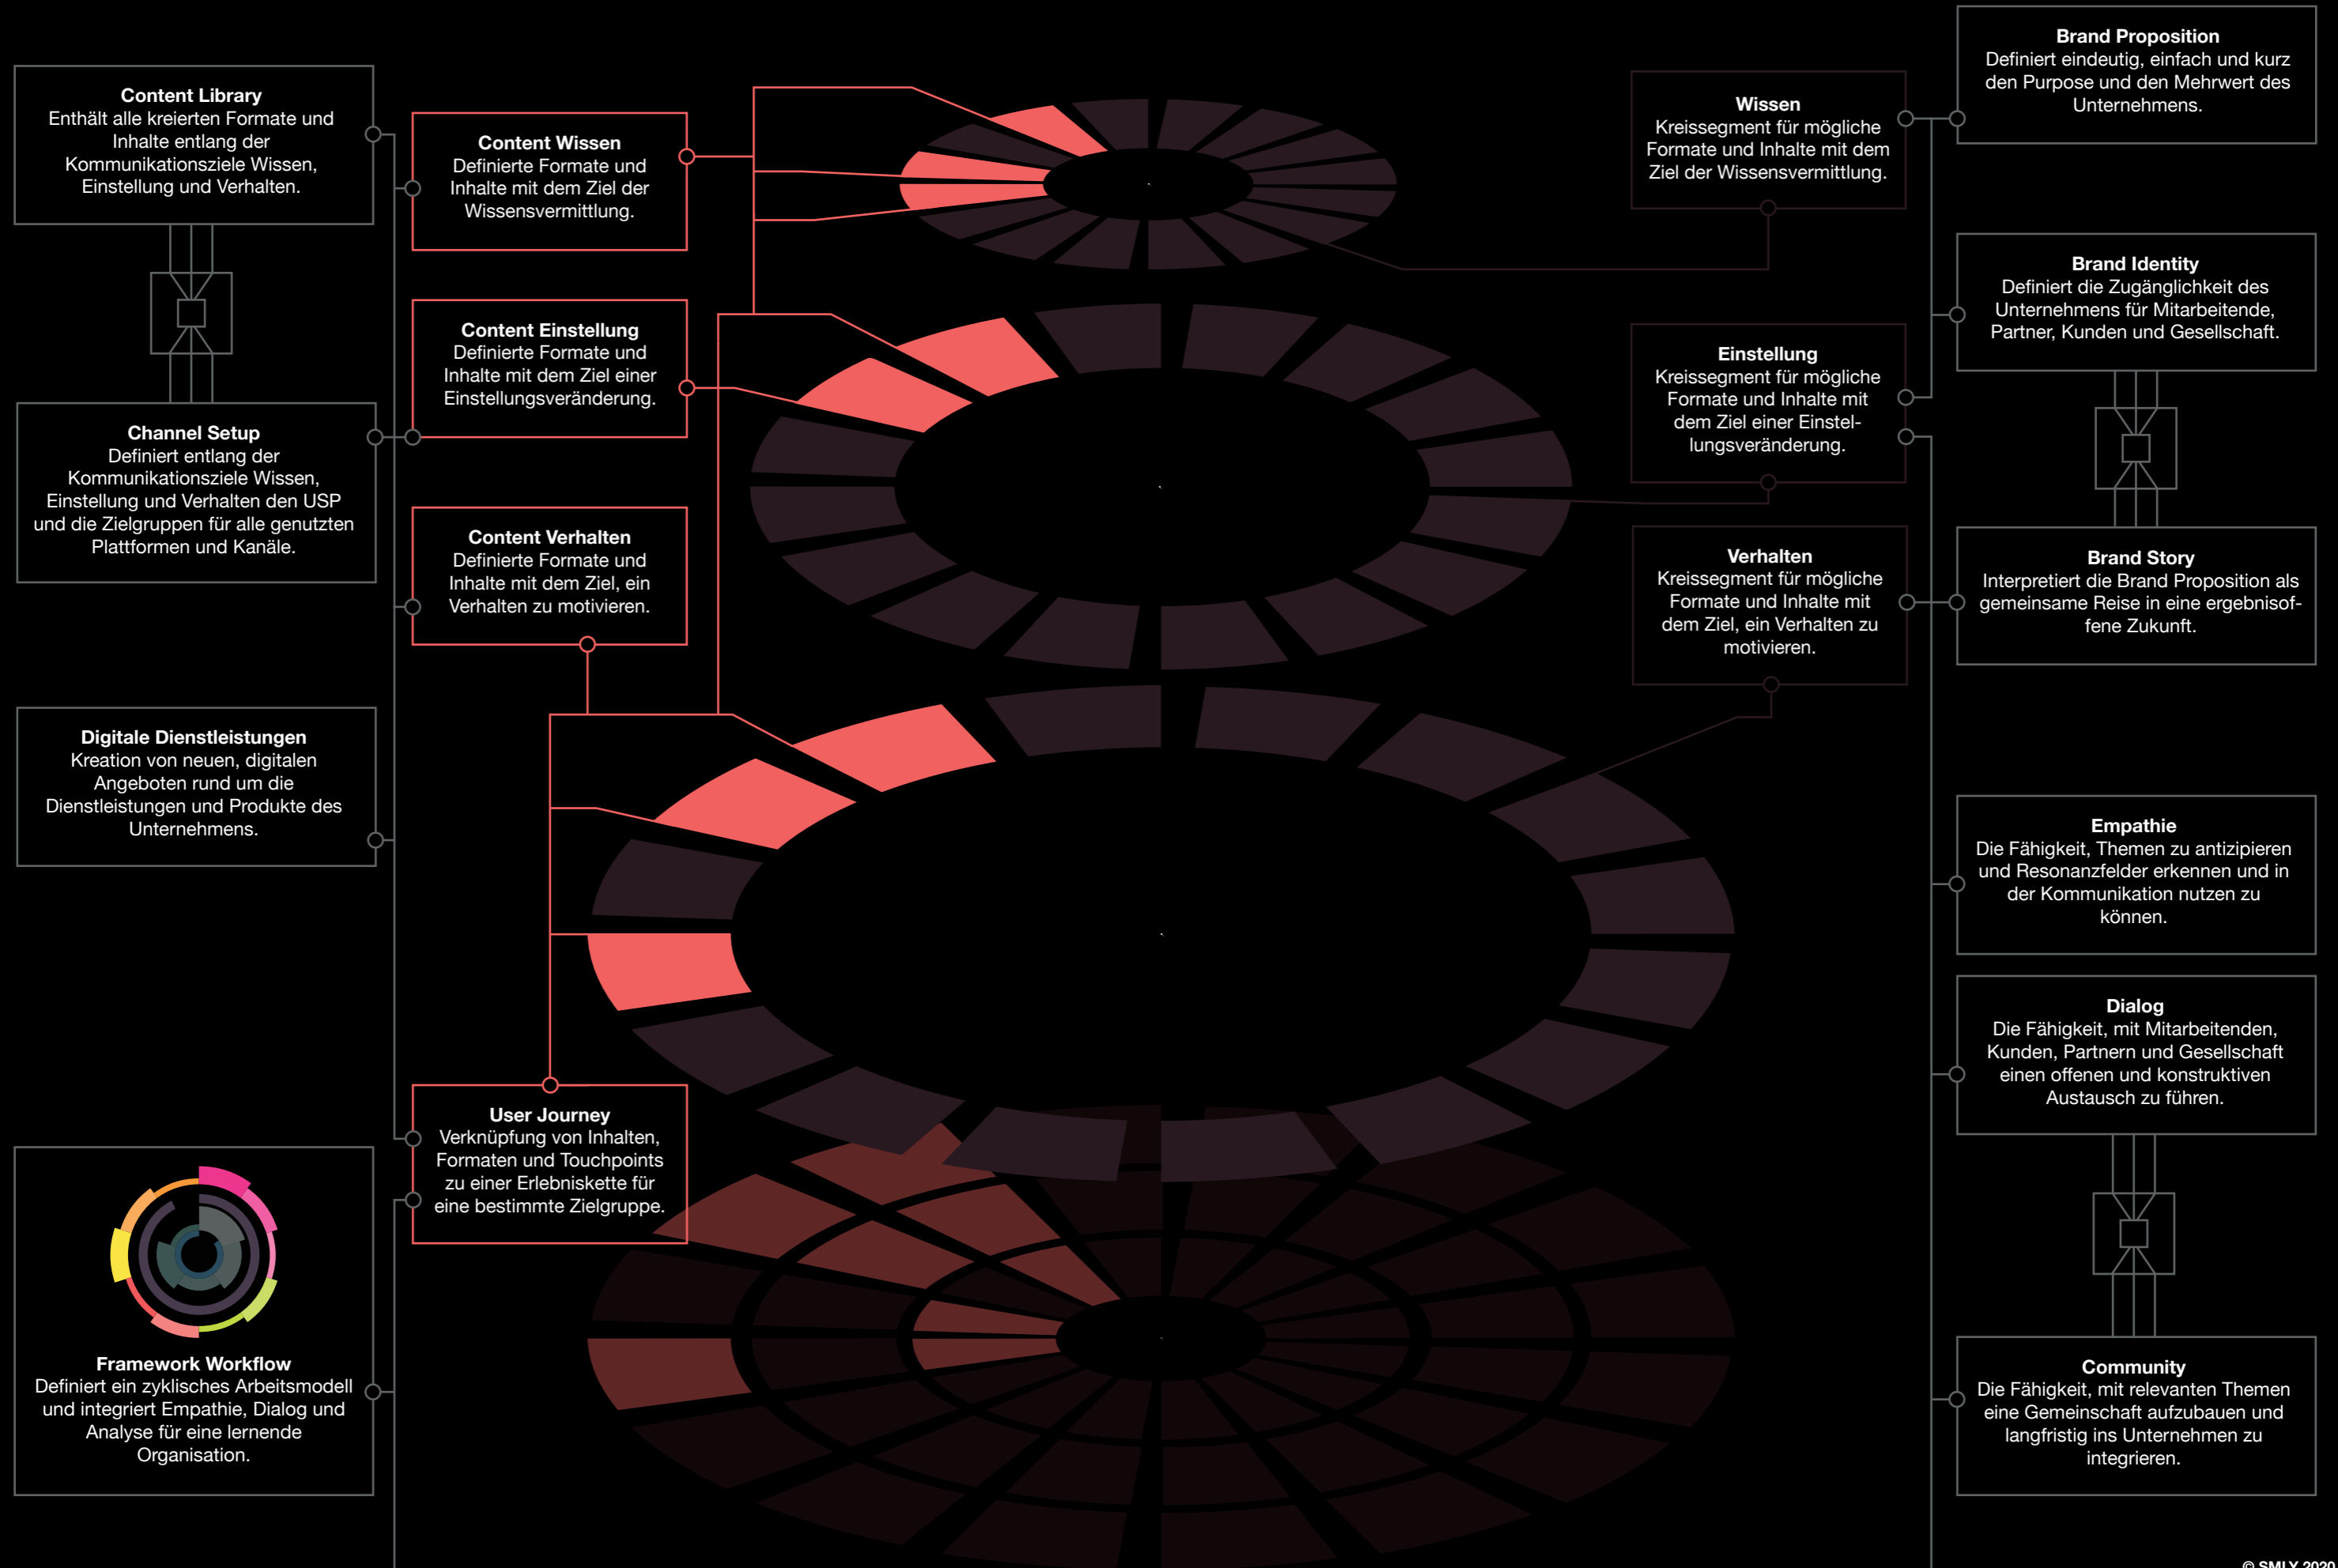 Content Library
Enthält alle kreierten Formate und
Inhalte entlang der
Kommunikationsziele Wissen,
Einstellung und Verhalten.
Channel Setup
Definiert entlang der
Kommunikationsziele Wissen,
Einstellung und Verhalten den USP
und die Zielgruppen für alle genutzten
Plattformen und Kanäle.
Digitale Dienstleistungen
Kreation von neuen, digitalen
Angeboten rund um die
Dienstleistungen und Produkte des
Unternehmens.
Framework Workflow
Definiert ein zyklisches Arbeitsmodell
und integriert Empathie, Dialog und
Analyse für eine lernende
Organisation.
Content Wissen
Definierte Formate und
Inhalte mit dem Ziel der
Wissensvermittlung.
Content Einstellung
Definierte Formate und
Inhalte mit dem Ziel einer
Einstellungsveränderung.
Content Verhalten
Definierte Formate und
Inhalte mit dem Ziel, ein
Verhalten zu motivieren.
User Journey
Verknüpfung von Inhalten,
Formaten und Touchpoints
zu einer Erlebniskette für
eine bestimmte Zielgruppe.
Wissen
Kreissegment für mögliche
Formate und Inhalte mit dem
Ziel der Wissensvermittlung.
Einstellung
Kreissegment für mögliche
Formate und Inhalte mit
dem Ziel einer Einstel-
lungsveränderung.
Verhalten
Kreissegment für mögliche
Formate und Inhalte mit
dem Ziel, ein Verhalten zu
motivieren.
Brand Proposition
Definiert eindeutig, einfach und kurz
den Purpose und den Mehrwert des
Unternehmens.
Brand Identity
Definiert die Zugänglichkeit des
Unternehmens für Mitarbeitende,
Partner, Kunden und Gesellschaft.
Brand Story
Interpretiert die Brand Proposition als
gemeinsame Reise in eine ergebnisof-
fene Zukunft.
Empathie
Die Fähigkeit, Themen zu antizipieren
und Resonanzfelder erkennen und in
der Kommunikation nutzen zu
können.
Dialog
Die Fähigkeit, mit Mitarbeitenden,
Kunden, Partnern und Gesellschaft
einen offenen und konstruktiven
Austausch zu führen.
Community
Die Fähigkeit, mit relevanten Themen
eine Gemeinschaft aufzubauen und
langfristig ins Unternehmen zu
integrieren.
© SMLY 2020